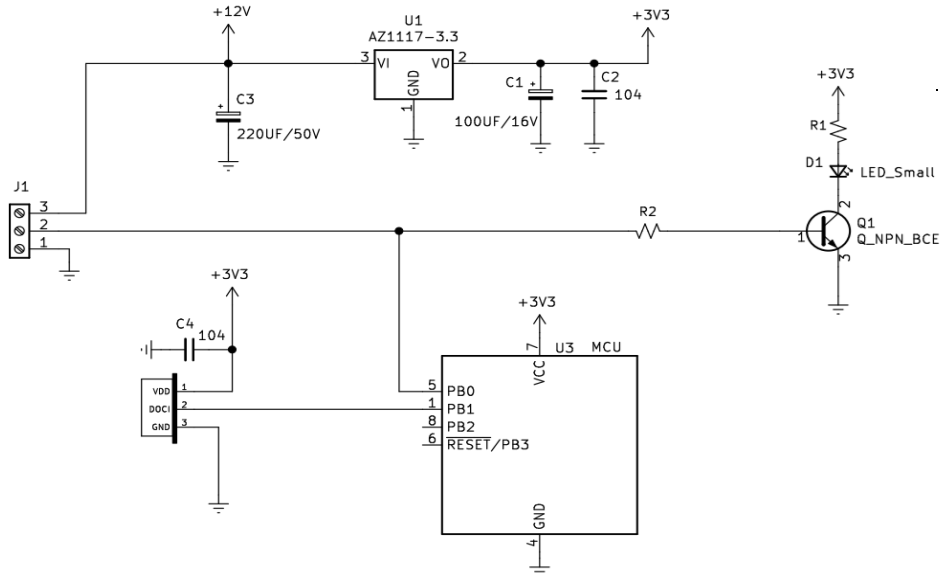 +12V
U1
AZ1117-3.3
+3V3
3 VI VO 2
GND
1
C3
+
220UF/50V
C1
+
100UF/16V
C2
104
+3V3
R1
D1
LED_Small
J1
3
2
1
R2
2
Q1
1
Q_NPN_BCE
3
+3V3
C4
104
VDD 1
DOCI 2
GND 3
+3V3
7
U3 MCU
VCC
5 PB0
1 PB1
8 PB2
6 RESET/PB3
GND
4